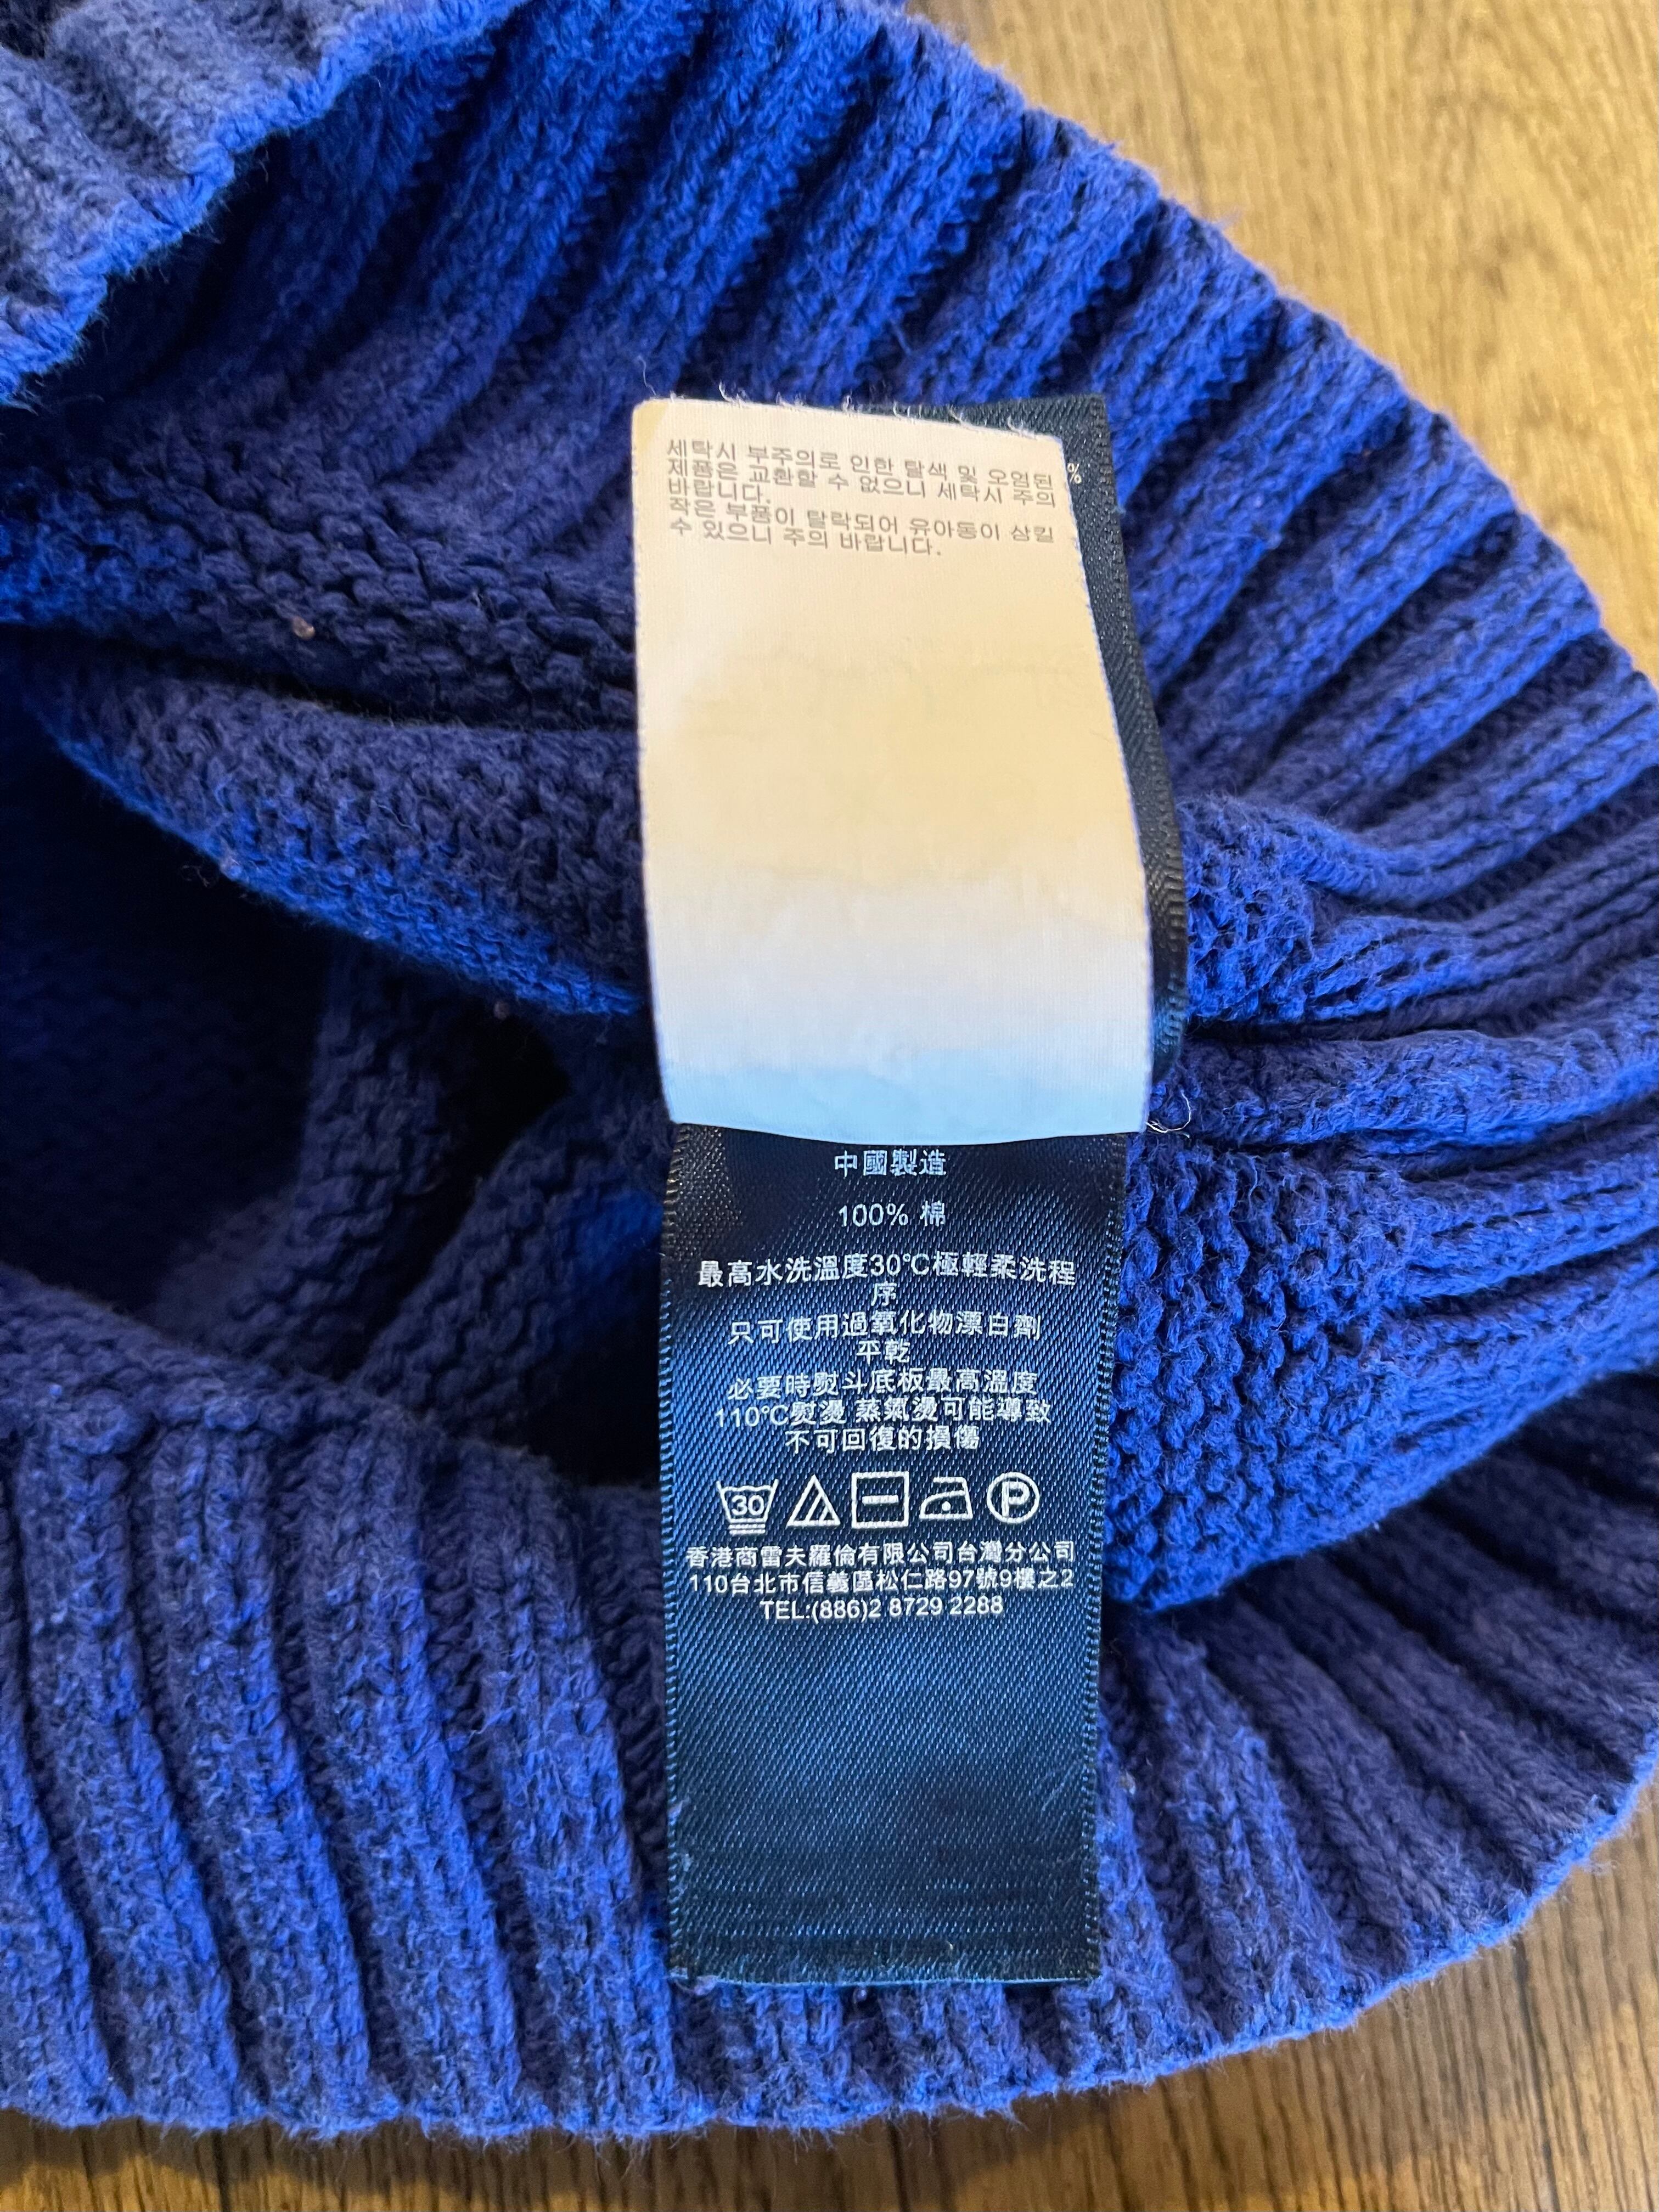 세탁시 부주의로 인한 탈색 및 오염된
제품은 교환할 수 없으니 세탁시 주의
바랍니다.
작은 부품이 탈락되어 유아동이 삼킬
수 있으니 주의 바랍니다.
%
中國製造
100% 棉
最高水洗溫度30℃極輕柔洗程
序
只可使用過氧化物漂白劑
平乾
必要時熨斗底板最高溫度
110℃熨燙 蒸氣燙可能導致
不可回復的損傷
30
P
香港商雷夫羅倫有限公司台灣分公司
110台北市信義區松仁路97號9樓之2
TEL:(886)2 8729 2288